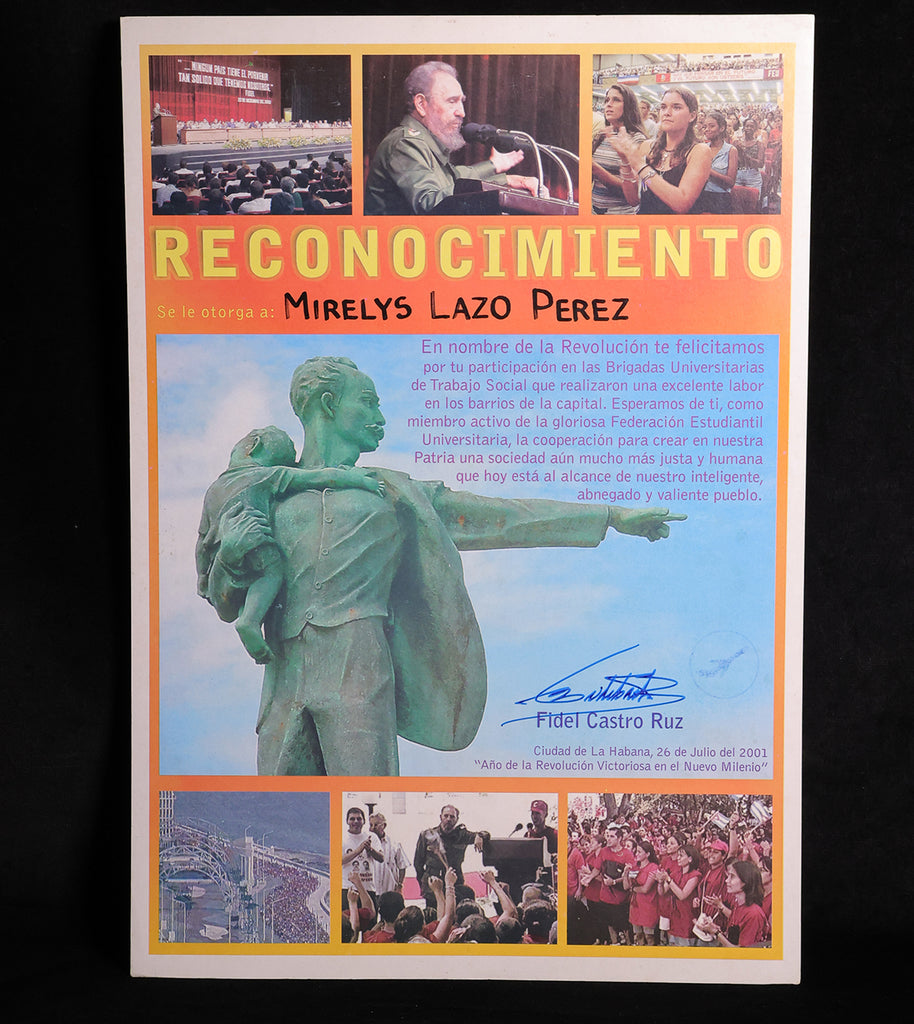 "NINGUN PAIS TIENE EL PORVENIR
TAN SOLIDO QUE TENEMOS NOSOTROS"
FIDEL
FEU
RECONOCIMIENTO
Se le otorga a: MIRELYS LAZO PEREZ
En nombre de la Revolución te felicitamos
por tu participación en las Brigadas Universitarias
de Trabajo Social que realizaron una excelente labor
en los barrios de la capital. Esperamos de ti, como
miembro activo de la gloriosa Federación Estudiantil
Universitaria, la cooperación para crear en nuestra
Patria una sociedad aún mucho más justa y humana
que hoy está al alcance de nuestro inteligente,
abnegado y valiente pueblo.
Fidel Castro Ruz
Ciudad de La Habana, 26 de Julio del 2001
"Año de la Revolución Victoriosa en el Nuevo Milenio"